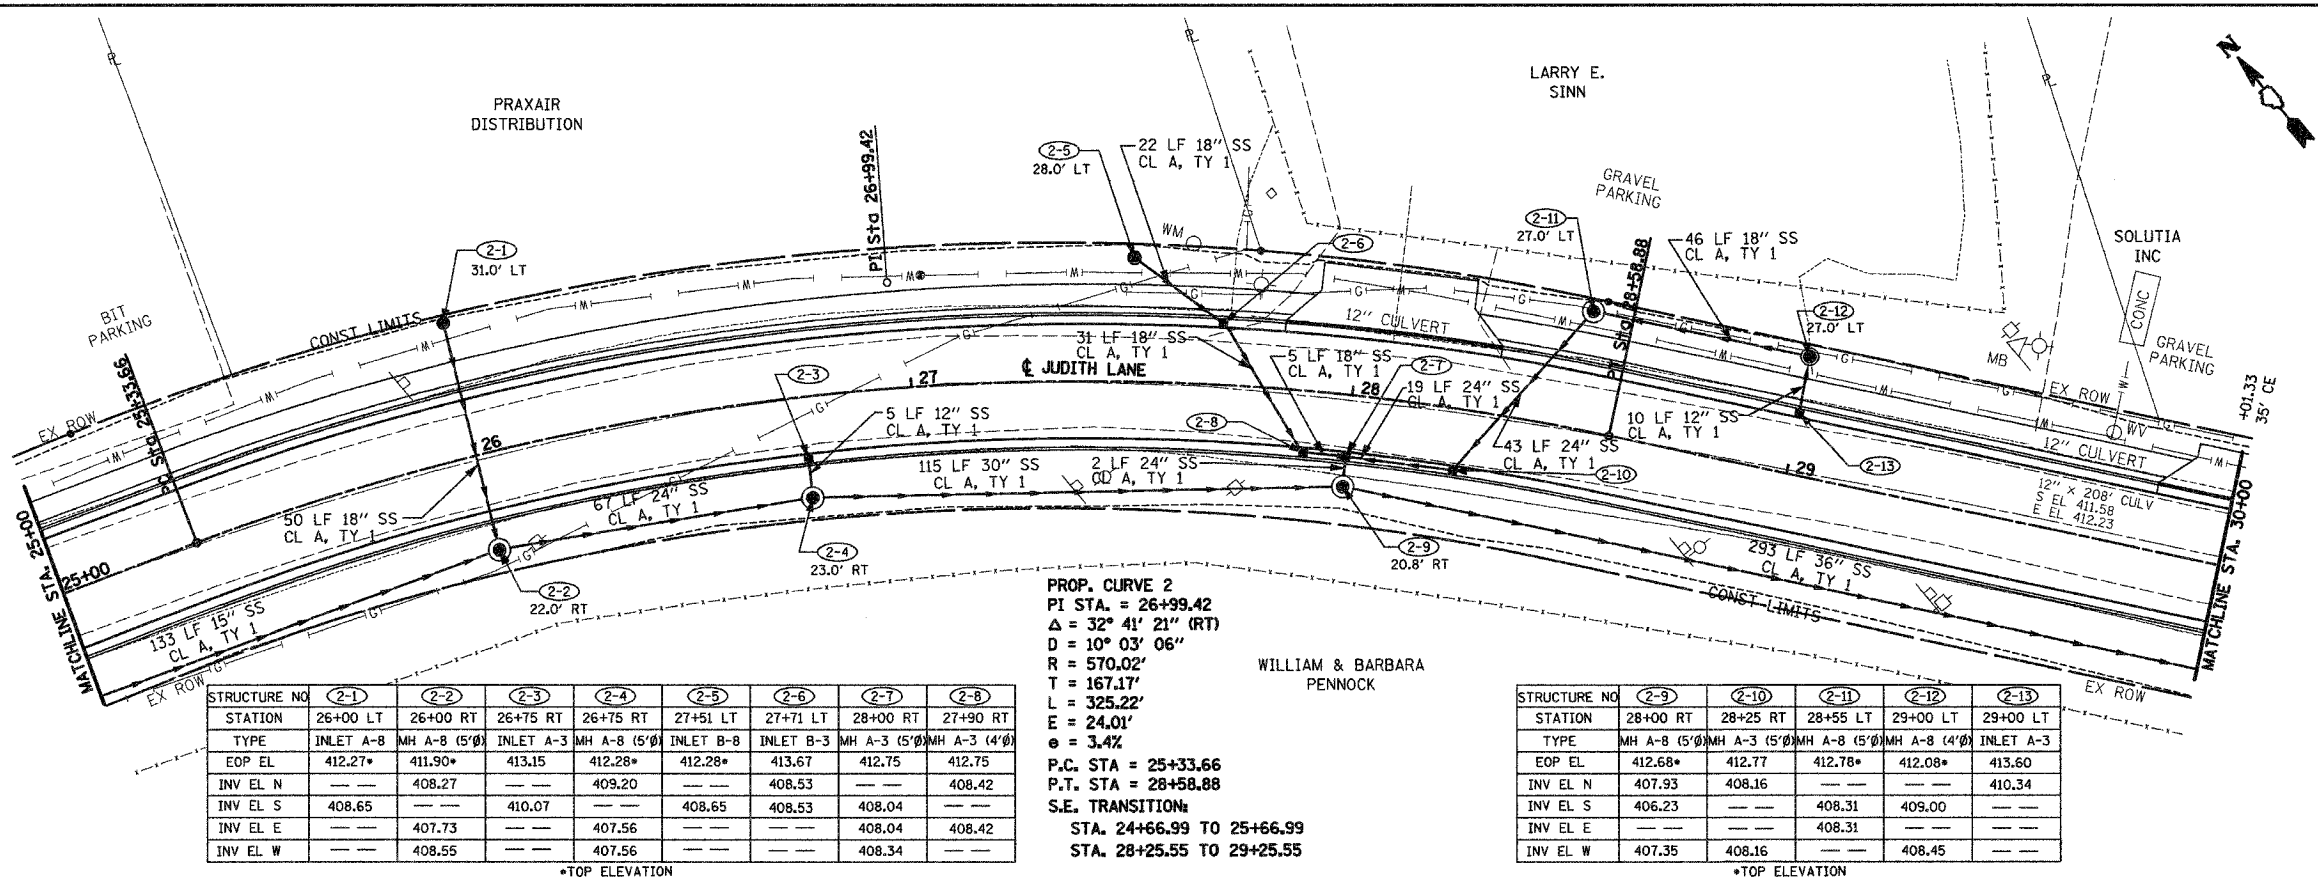 PRAXAIR
DISTRIBUTION
LARRY E.
SINN
N
PI Sta 26+99.42
2-5
28.0' LT
22 LF 18" SS
CL A, TY 1
GRAVEL
PARKING
2-11
27.0' LT
46 LF 18" SS
CL A, TY 1
SOLUTIA
INC
2-1
31.0' LT
WM
2-6
PT Sta 28+58.88
2-12
27.0' LT
CONC
BIT
PARKING
CONST LIMITS
12" CULVERT
MB
GRAVEL
PARKING
PC Sta 25+33.66
31 LF 18" SS
CL A, TY 1
5 LF 18" SS
CL A, TY 1
2-7
EX ROW
+01.33
35' CE
EX ROW
2-3
27
℄ JUDITH LANE
28
19 LF 24" SS
CL A, TY 1
10 LF 12" SS
CL A, TY 1
WV
12" CULVERT
26
5 LF 12" SS
CL A, TY 1
2-8
43 LF 24" SS
CL A, TY 1
2-10
2-13
29
115 LF 30" SS
CL A, TY 1
2 LF 24" SS
CL A, TY 1
12" X 208' CULV
S EL 411.58
E EL 412.23
50 LF 18" SS
CL A, TY 1
67 LF 24" SS
CL A, TY 1
MATCHLINE STA. 25+00
25+00
2-4
23.0' RT
2-9
20.8' RT
293 LF 36" SS
CL A, TY 1
MATCHLINE STA. 30+00
2-2
22.0' RT
133 LF 15" SS
CL A, TY 1
CONST LIMITS
EX ROW
EX ROW
PROP. CURVE 2
PI STA. = 26+99.42
Δ = 32° 41' 21" (RT)
D = 10° 03' 06"
R = 570.02'
T = 167.17'
L = 325.22'
E = 24.01'
e = 3.4%
P.C. STA = 25+33.66
P.T. STA = 28+58.88
S.E. TRANSITION:
STA. 24+66.99 TO 25+66.99
STA. 28+25.55 TO 29+25.55
WILLIAM & BARBARA
PENNOCK
STRUCTURE NO 2-1 2-2 2-3 2-4 2-5 2-6 2-7 2-8
STATION 26+00 LT 26+00 RT 26+75 RT 26+75 RT 27+51 LT 27+71 LT 28+00 RT 27+90 RT
TYPE INLET A-8 MH A-8 (5'Ø) INLET A-3 MH A-8 (5'Ø) INLET B-8 INLET B-3 MH A-3 (5'Ø) MH A-3 (4'Ø)
EOP EL 412.27* 411.90* 413.15 412.28* 412.28* 413.67 412.75 412.75
INV EL N —— 408.27 —— 409.20 —— 408.53 —— 408.42
INV EL S 408.65 —— 410.07 —— 408.65 408.53 408.04 ——
INV EL E —— 407.73 —— 407.56 —— —— 408.04 408.42
INV EL W —— 408.55 —— 407.56 —— —— 408.34 ——
*TOP ELEVATION
STRUCTURE NO 2-9 2-10 2-11 2-12 2-13
STATION 28+00 RT 28+25 RT 28+55 LT 29+00 LT 29+00 LT
TYPE MH A-8 (5'Ø) MH A-3 (5'Ø) MH A-8 (5'Ø) MH A-8 (4'Ø) INLET A-3
EOP EL 412.68* 412.77 412.78* 412.08* 413.60
INV EL N 407.93 408.16 —— —— 410.34
INV EL S 406.23 —— 408.31 409.00 ——
INV EL E —— —— 408.31 —— ——
INV EL W 407.35 408.16 —— 408.45 ——
*TOP ELEVATION